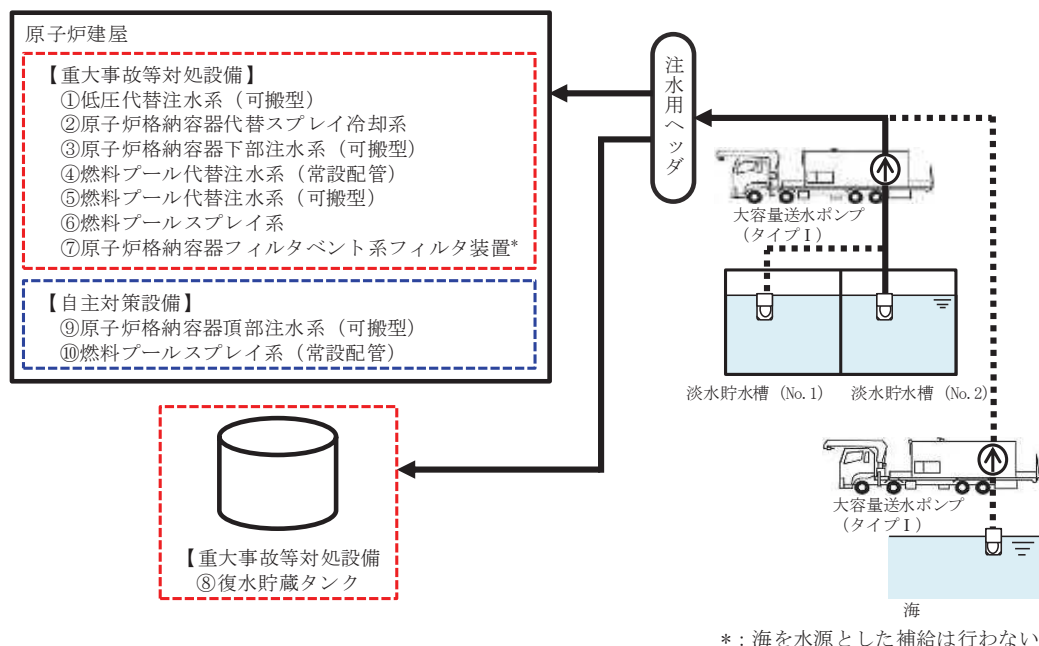 原子炉建屋
【重大事故等対処設備】
①低圧代替注水系（可搬型）
②原子炉格納容器代替スプレイ冷却系
③原子炉格納容器下部注水系（可搬型）
④燃料プール代替注水系（常設配管）
⑤燃料プール代替注水系（可搬型）
⑥燃料プールスプレイ系
⑦原子炉格納容器フィルタベント系フィルタ装置*
【自主対策設備】
⑨原子炉格納容器頂部注水系（可搬型）
⑩燃料プールスプレイ系（常設配管）
注水用ヘッダ
大容量送水ポンプ
（タイプⅠ）
淡水貯水槽（No.1）
淡水貯水槽（No.2）
大容量送水ポンプ
（タイプⅠ）
【重大事故等対処設備
⑧復水貯蔵タンク
海
*：海を水源とした補給は行わない